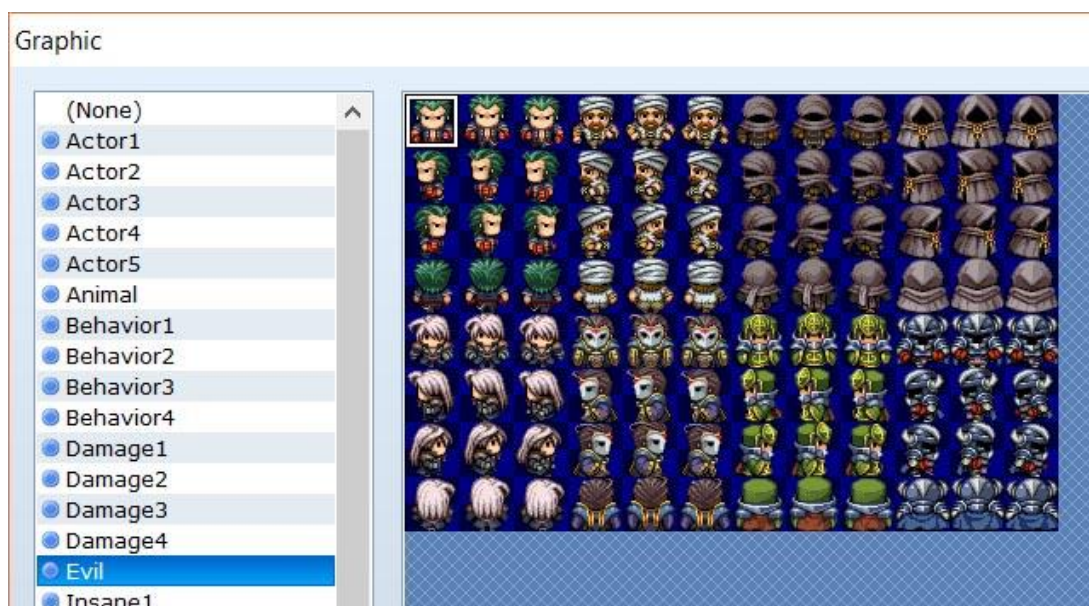 Graphic
(None)
Actor1
Actor2
Actor3
Actor4
Actor5
Animal
Behavior1
Behavior2
Behavior3
Behavior4
Damage1
Damage2
Damage3
Damage4
Evil
Insane1